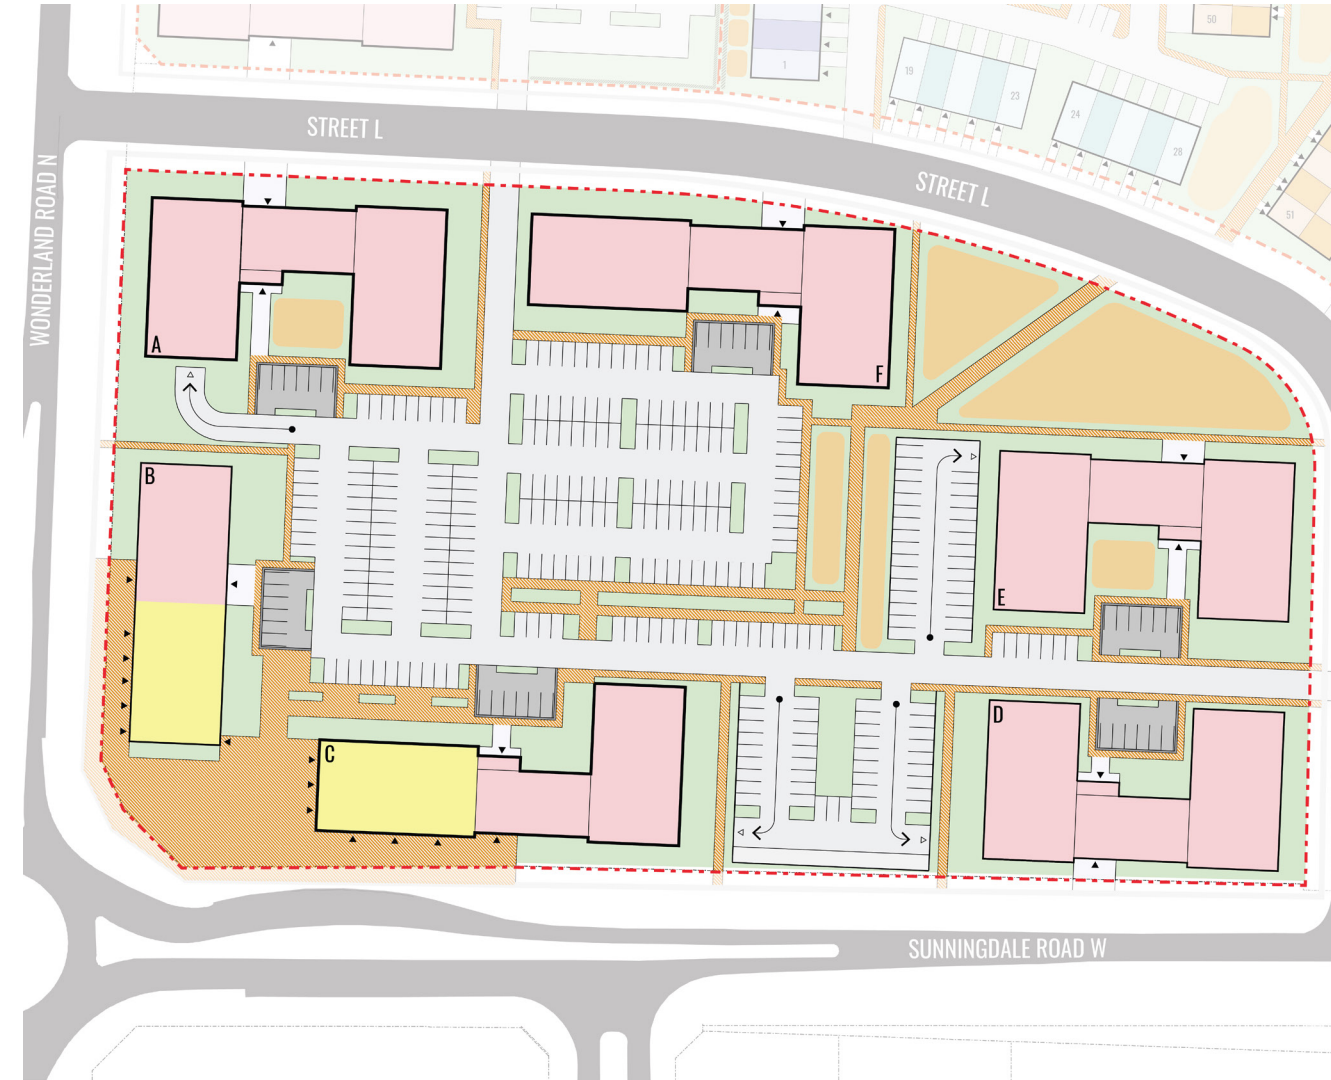 50
1
19
23
24
28
51
STREET L
STREET L
WONDERLAND ROAD N
A
F
B
E
C
D
SUNNINGDALE ROAD W